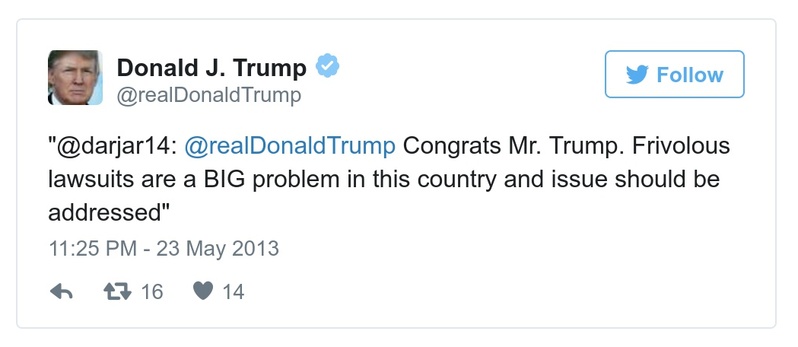 Donald J. Trump
@realDonaldTrump
Follow
"@darjar14: @realDonaldTrump Congrats Mr. Trump. Frivolous
lawsuits are a BIG problem in this country and issue should be
addressed"
11:25 PM - 23 May 2013
16 14